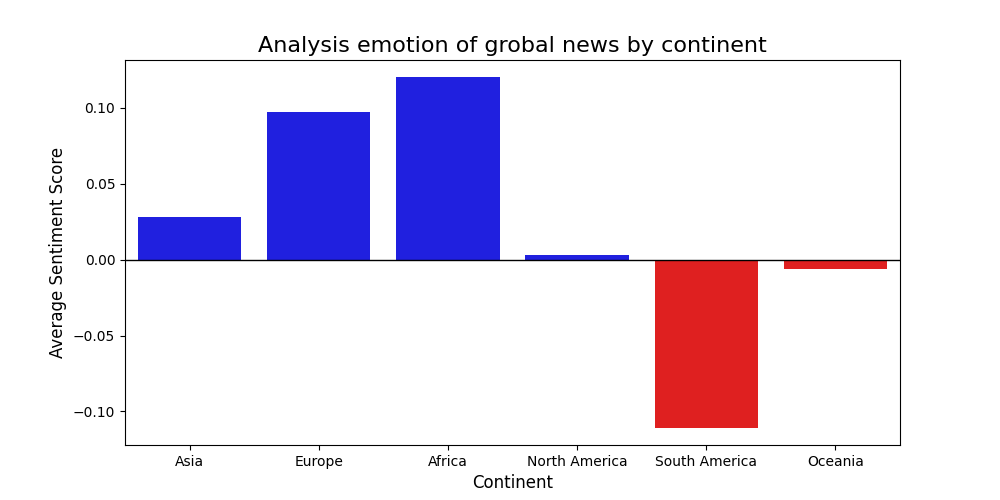 Analysis emotion of grobal news by continent
Average Sentiment Score
0.10
0.05
0.00
−0.05
−0.10
Asia Europe Africa North America South America Oceania
Continent